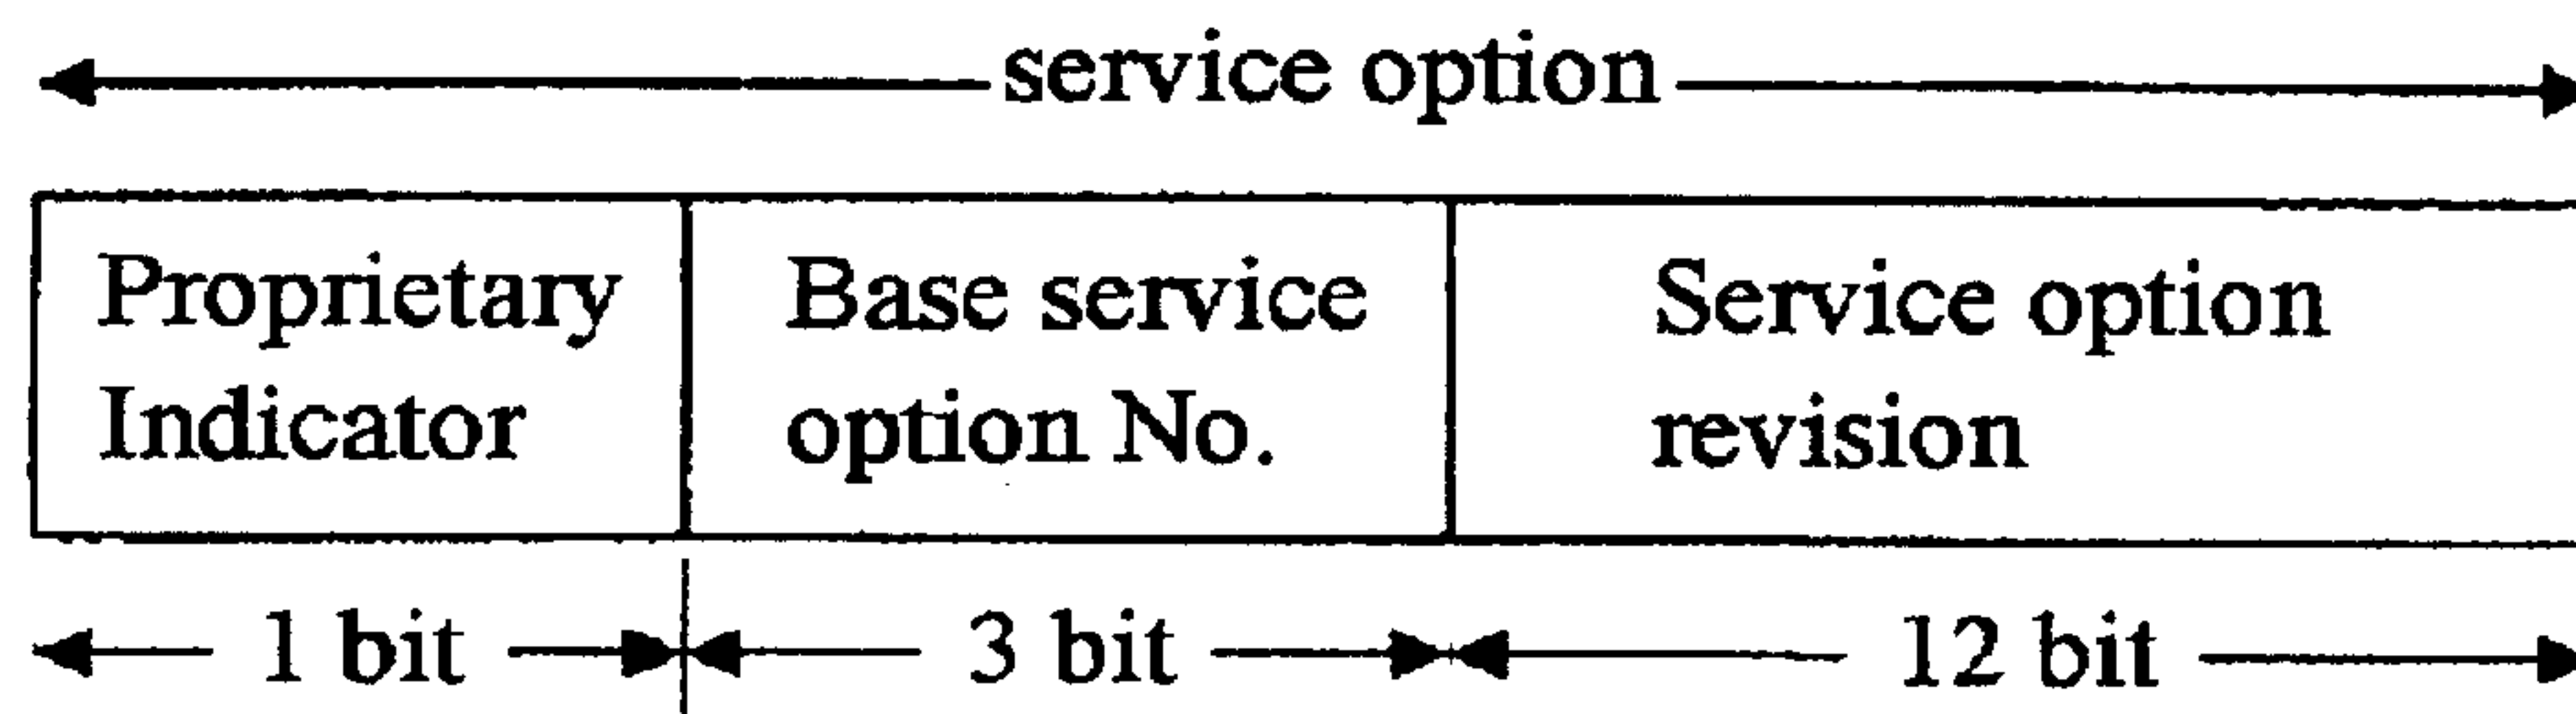 service option
Proprietary
Indicator
Base service
option No.
Service option
revision
1 bit
3 bit
12 bit